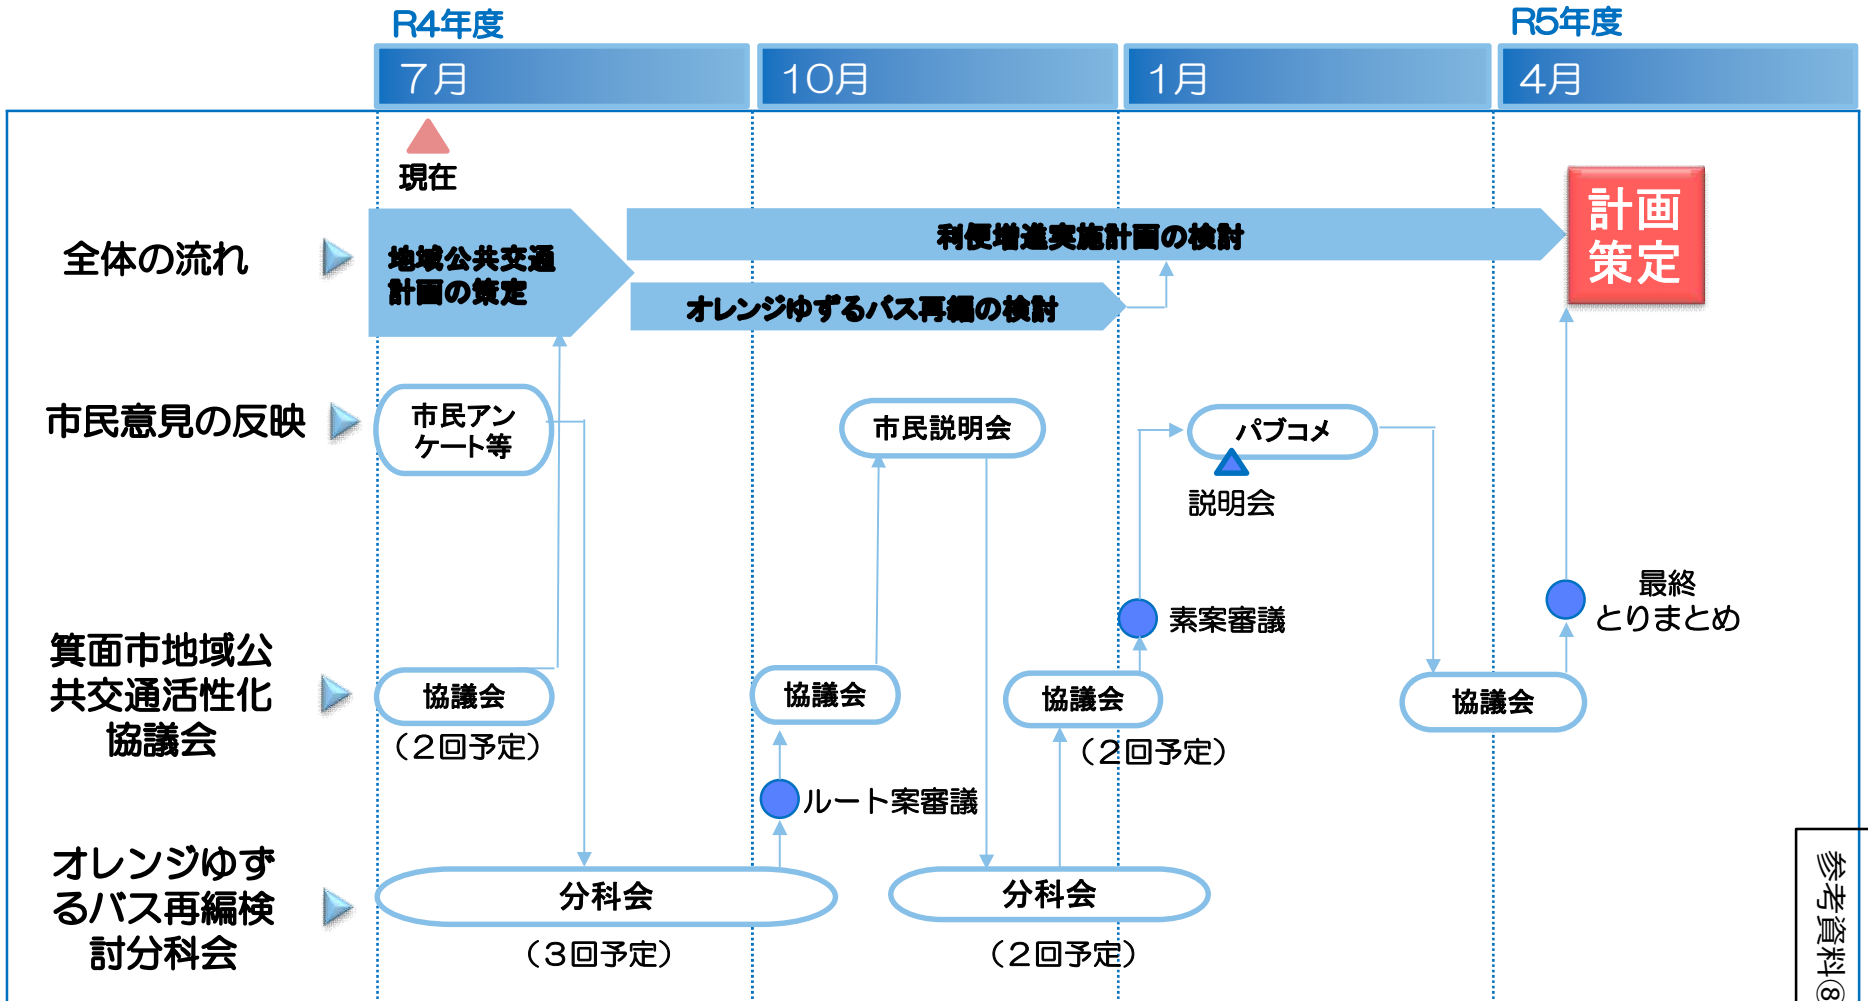 R4年度
R5年度
7月
10月
1月
4月
現在
全体の流れ
地域公共交通
計画の策定
利便増進実施計画の検討
オレンジゆずるバス再編の検討
計画
策定
市民意見の反映
市民アン
ケート等
市民説明会
パブコメ
説明会
箕面市地域公
共交通活性化
協議会
協議会
(2回予定)
協議会
ルート案審議
協議会
(2回予定)
素案審議
協議会
最終
とりまとめ
オレンジゆず
るバス再編検
討分科会
分科会
(3回予定)
分科会
(2回予定)
参考資料⑧